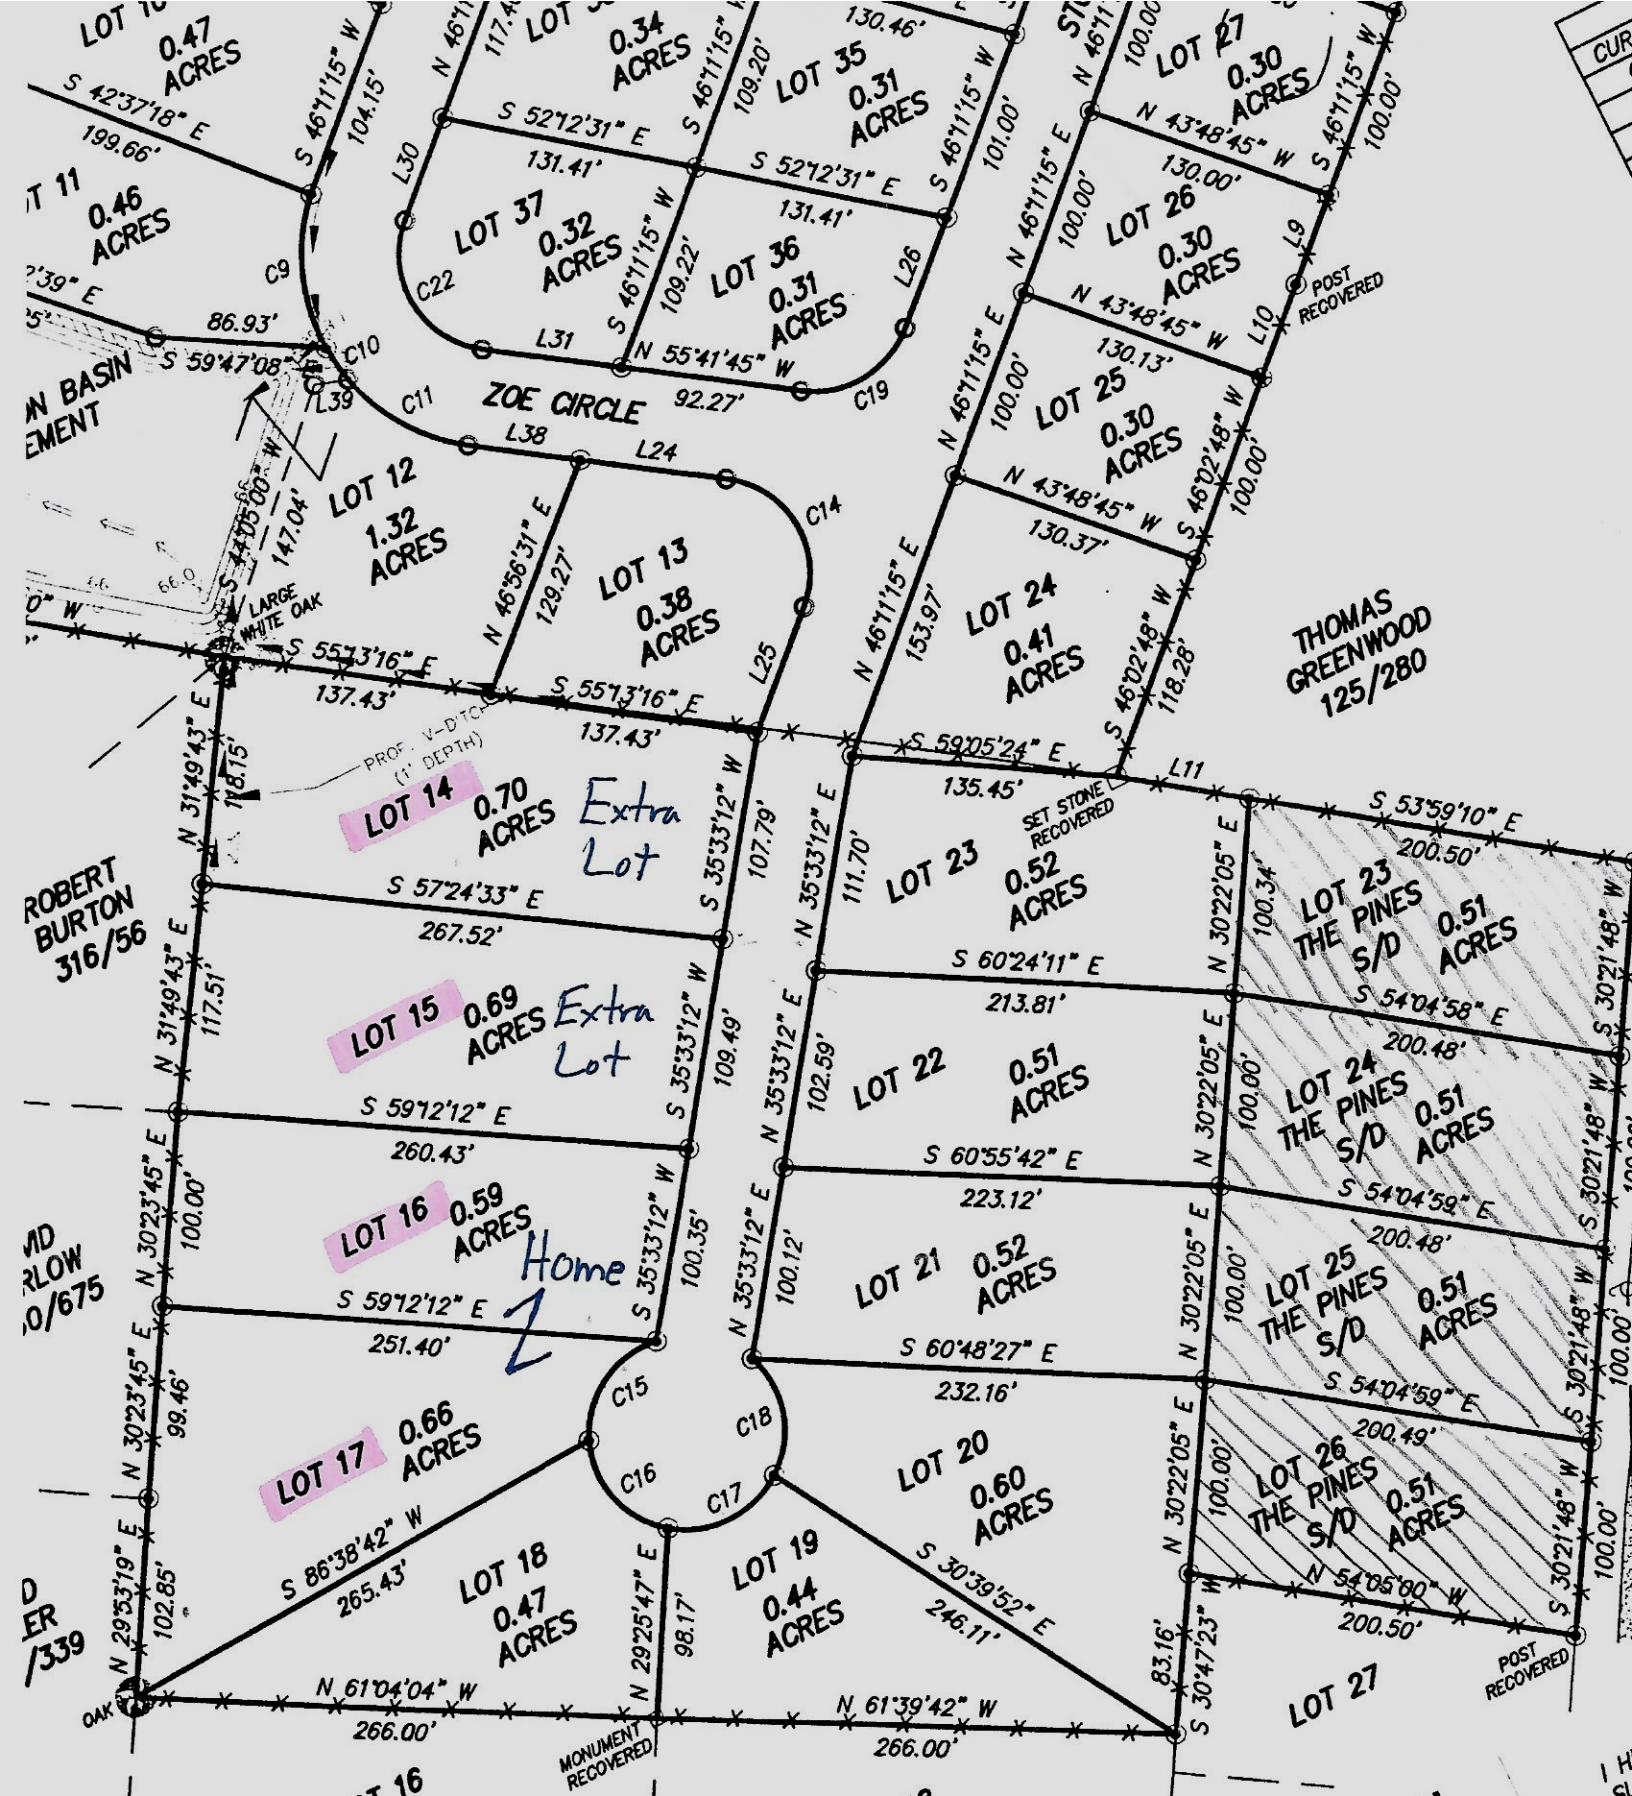 0.47
ACRES
S 42°37'18" E
199.66'
S 46°11'15" W
104.15'
LOT 35
0.34
ACRES
0.31
ACRES
130.46'
S 46°11'15" W
109.20'
S 46°11'15" W
101.00'
100.00'
LOT 27
0.30
ACRES
S 46°11'15" W
100.00'
0.46
ACRES
L30
S 52°12'31" E
131.41'
S 52°12'31" E
131.41'
N 43°48'45" W
130.00'
LOT 37
0.32
ACRES
S 46°11'15" W
109.22'
LOT 36
0.31
ACRES
L26
N 46°11'15" E
100.00'
LOT 26
0.30
ACRES
L9
POST
RECOVERED
C9
C22
86.93'
S 59°47'08" E
C10
L39
C11
L31
N 55°41'45" W
92.27'
C19
ZOE CIRCLE
N 43°48'45" W
130.13'
L10
N 46°11'15" E
100.00'
LOT 25
0.30
ACRES
S 46°02'48" W
100.00'
L38
L24
C14
LOT 12
1.32
ACRES
S 44°05'00" W
147.04'
66.0
LARGE
WHITE OAK
N 46°56'31" E
129.27'
LOT 13
0.38
ACRES
L25
N 46°11'15" E
153.97'
N 43°48'45" W
130.37'
LOT 24
0.41
ACRES
S 46°02'48" W
118.28'
THOMAS
GREENWOOD
125/280
S 55°13'16" E
137.43'
S 55°13'16" E
137.43'
S 59°05'24" E
135.45'
L11
SET STONE
RECOVERED
S 53°59'10" E
200.50'
N 31°49'43" E
118.15'
PROP. V-DITCH
(1' DEPTH)
LOT 14
0.70
ACRES
Extra
Lot
S 35°33'12" W
107.79'
N 35°33'12" E
111.70'
LOT 23
0.52
ACRES
N 30°22'05" E
100.34'
LOT 23
THE PINES
S/D
0.51
ACRES
S 30°21'48" W
ROBERT
BURTON
316/56
S 57°24'33" E
267.52'
S 60°24'11" E
213.81'
S 54°04'58" E
200.48'
N 31°49'43" E
117.51'
LOT 15
0.69
ACRES
Extra
Lot
S 35°33'12" W
109.49'
N 35°33'12" E
102.59'
LOT 22
0.51
ACRES
N 30°22'05" E
100.00'
LOT 24
THE PINES
S/D
0.51
ACRES
S 30°21'48" W
S 59°12'12" E
260.43'
S 60°55'42" E
223.12'
S 54°04'59" E
200.48'
N 30°23'45" E
100.00'
LOT 16
0.59
ACRES
Home
S 35°33'12" W
100.35'
N 35°33'12" E
100.12'
LOT 21
0.52
ACRES
N 30°22'05" E
100.00'
LOT 25
THE PINES
S/D
0.51
ACRES
S 30°21'48" W
100.00'
S 59°12'12" E
251.40'
S 60°48'27" E
232.16'
S 54°04'59" E
200.49'
N 30°23'45" E
99.46'
LOT 17
0.66
ACRES
C15
C18
C16
C17
LOT 20
0.60
ACRES
N 30°22'05" E
100.00'
LOT 26
THE PINES
S/D
0.51
ACRES
S 30°21'48" W
100.00'
N 29°53'19" E
102.85'
S 86°38'42" W
265.43'
LOT 18
0.47
ACRES
N 29°25'47" E
98.17'
LOT 19
0.44
ACRES
S 30°39'52" E
246.11'
N 54°05'00" W
200.50'
83.16'
S 30°47'23" W
POST
RECOVERED
LOT 27
OAK
N 61°04'04" W
266.00'
MONUMENT
RECOVERED
N 61°39'42" W
266.00'